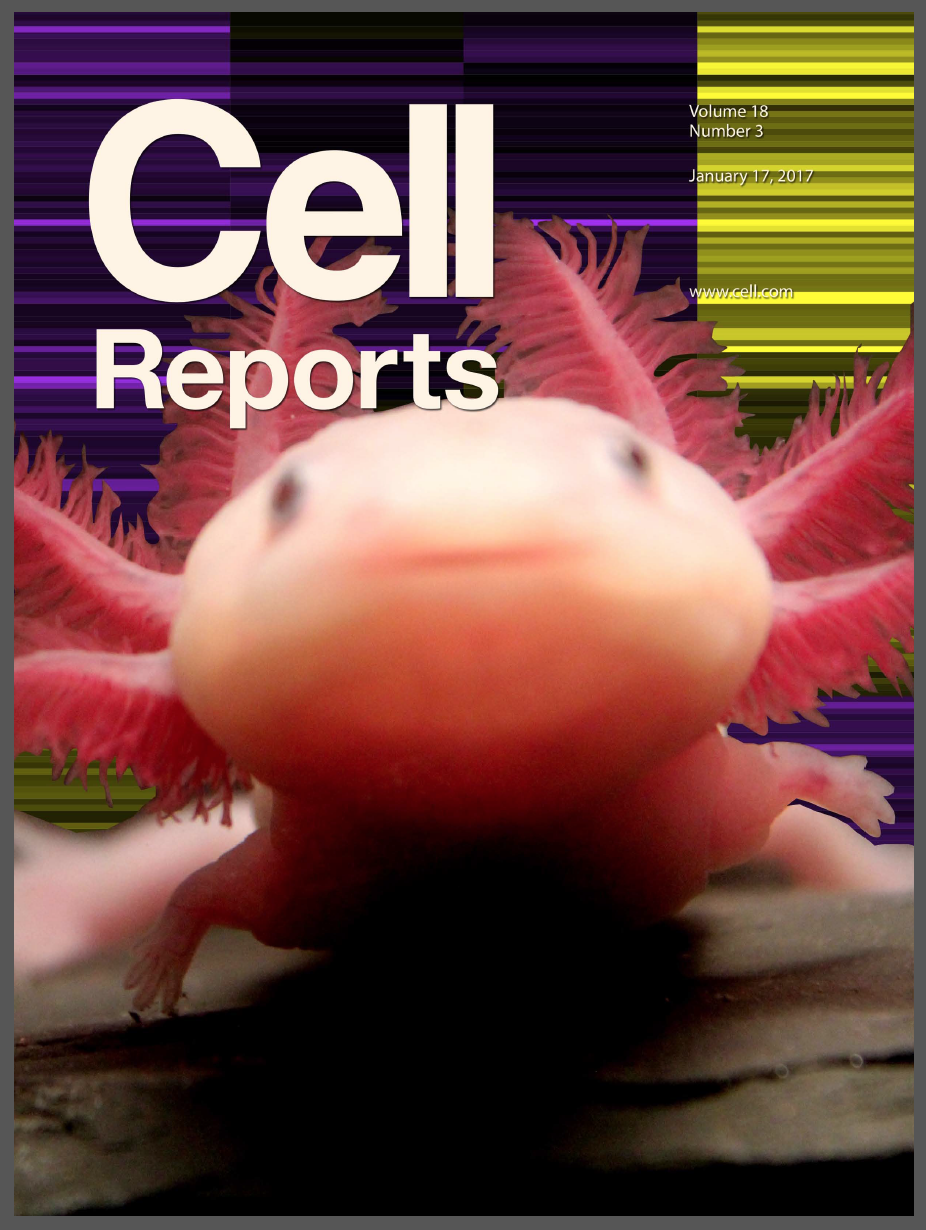 Cell
Reports
Volume 18
Number 3
January 17, 2017
www.cell.com